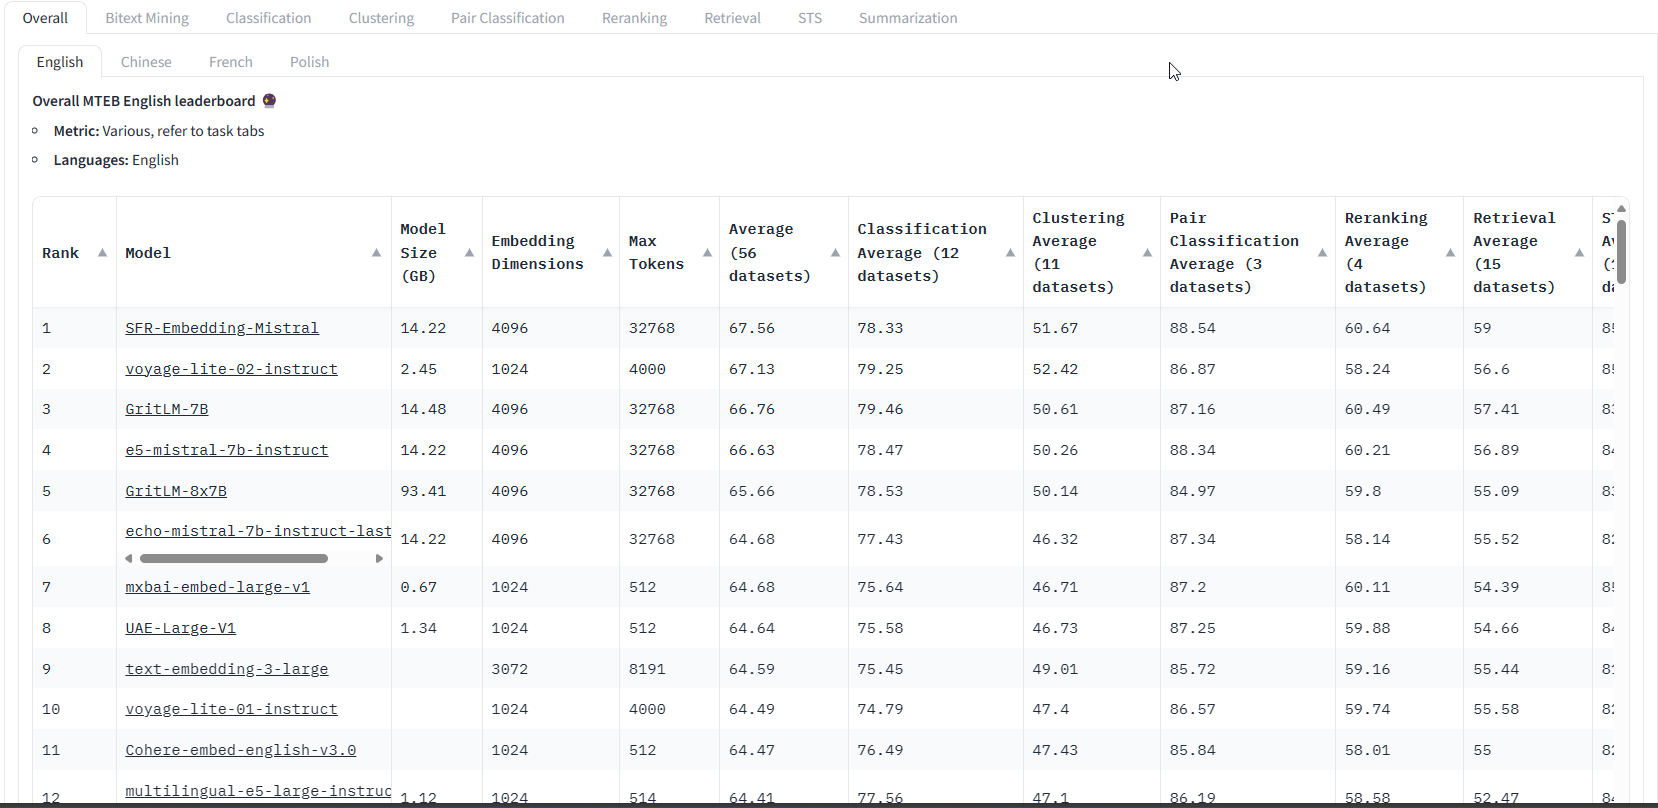 Overall Bitext Mining Classification Clustering Pair Classification Reranking Retrieval STS Summarization
English Chinese French Polish
Overall MTEB English leaderboard
Metric: Various, refer to task tabs
Languages: English
Rank Model Model Size (GB) Embedding Dimensions Max Tokens Average (56 datasets) Classification Average (12 datasets) Clustering Average (11 datasets) Pair Classification Average (3 datasets) Reranking Average (4 datasets) Retrieval Average (15 datasets)
1 SFR-Embedding-Mistral 14.22 4096 32768 67.56 78.33 51.67 88.54 60.64 59
2 voyage-lite-02-instruct 2.45 1024 4000 67.13 79.25 52.42 86.87 58.24 56.6
3 GritLM-7B 14.48 4096 32768 66.76 79.46 50.61 87.16 60.49 57.41
4 e5-mistral-7b-instruct 14.22 4096 32768 66.63 78.47 50.26 88.34 60.21 56.89
5 GritLM-8x7B 93.41 4096 32768 65.66 78.53 50.14 84.97 59.8 55.09
6 echo-mistral-7b-instruct-last 14.22 4096 32768 64.68 77.43 46.32 87.34 58.14 55.52
7 mxbai-embed-large-v1 0.67 1024 512 64.68 75.64 46.71 87.2 60.11 54.39
8 UAE-Large-V1 1.34 1024 512 64.64 75.58 46.73 87.25 59.88 54.66
9 text-embedding-3-large 3072 8191 64.59 75.45 49.01 85.72 59.16 55.44
10 voyage-lite-01-instruct 1024 4000 64.49 74.79 47.4 86.57 59.74 55.58
11 Cohere-embed-english-v3.0 1024 512 64.47 76.49 47.43 85.84 58.01 55
12 multilingual-e5-large-instruc 1.12 1024 514 64.41 77.56 47.1 86.19 58.58 52.47